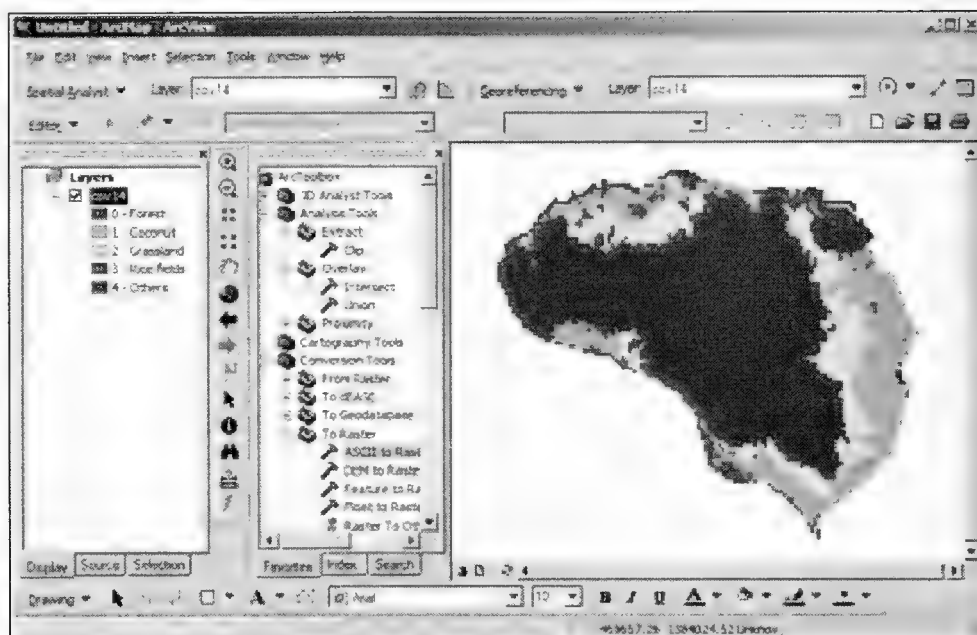 Untitled - ArcMap - ArcView
File Edit View Insert Selection Tools Window Help
Spatial Analyst Layer: cov14 Georeferencing Layer: cov14
Editor
Layers
cov14
0 - Forest
1 - Coconut
2 - Grassland
3 - Rice fields
4 - Others
Display Source Selection
ArcToolbox
3D Analyst Tools
Analysis Tools
Extract
Clip
Overlay
Intersect
Union
Proximity
Cartography Tools
Conversion Tools
From Raster
To dBASE
To Geodatabase
To Raster
ASCII to Rast
DEM to Raste
Feature to Ra
Float to Raste
Raster To Oth
Favorites Index Search
Drawing A Arial 10 B I U A